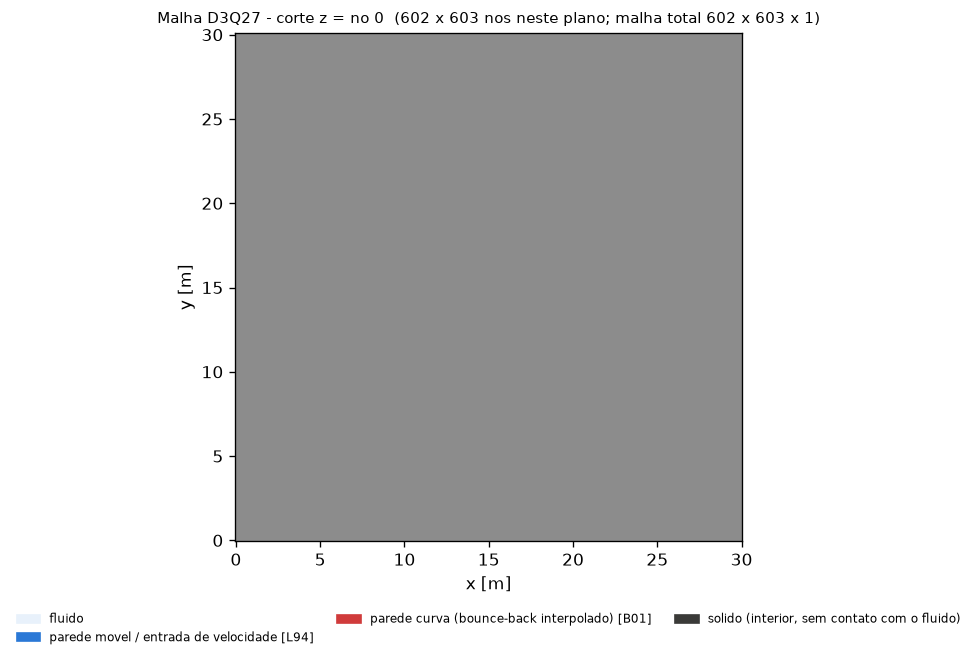 Malha D3Q27 - corte z = no 0  (602 x 603 nos neste plano; malha total 602 x 603 x 1)
30
25
20
15
10
5
0
y [m]
0 5 10 15 20 25 30
x [m]
fluido
parede movel / entrada de velocidade [L94]
parede curva (bounce-back interpolado) [B01]
solido (interior, sem contato com o fluido)